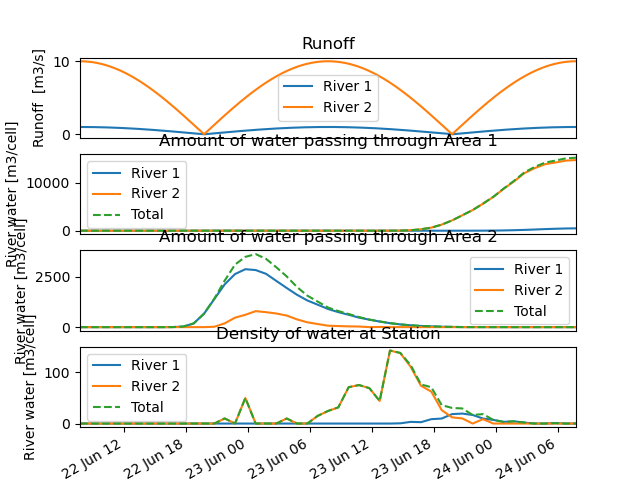 Runoff
Runoff  [m3/s]
10
0
River 1
River 2
Amount of water passing through Area 1
River water [m3/cell]
10000
0
River 1
River 2
Total
Amount of water passing through Area 2
River water [m3/cell]
2500
0
River 1
River 2
Total
Density of water at Station
River water [m3/cell]
100
0
River 1
River 2
Total
22 Jun 12
22 Jun 18
23 Jun 00
23 Jun 06
23 Jun 12
23 Jun 18
24 Jun 00
24 Jun 06